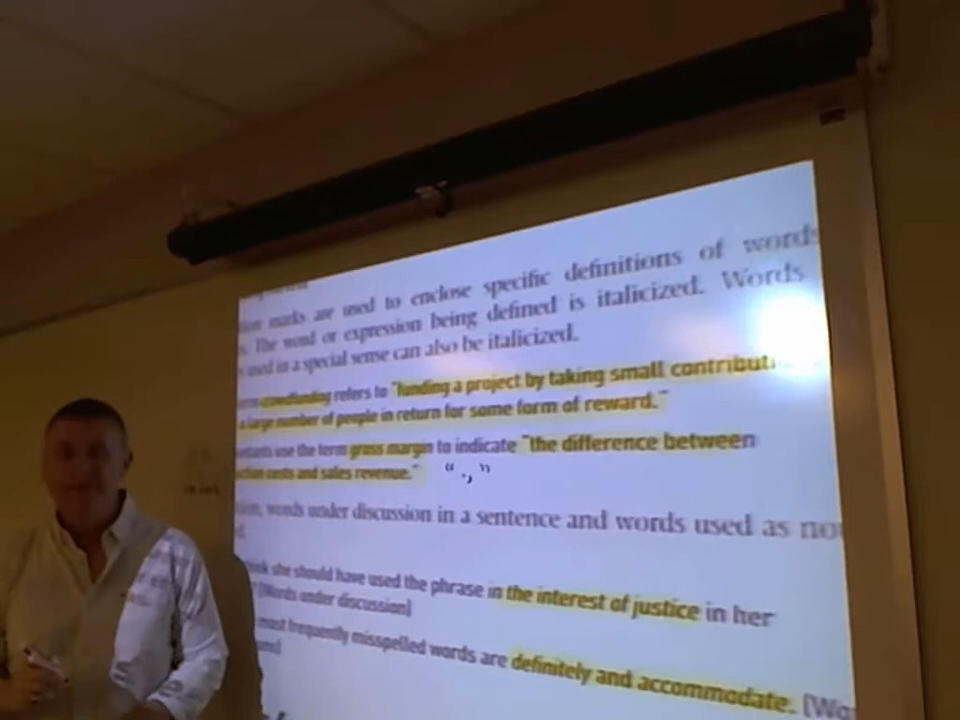 marks are used to enclose specific definitions of words
The word or expression being defined is italicized. Words
used in a special sense can also be italicized.
crowdfunding refers to "funding a project by taking small
a large number of people in return for some form of reward."
use the term gross margin to indicate "the difference between
costs and sales revenue." " ., "
words under discussion in a sentence and words used as
she should have used the phrase in the interest of justice in her
[Words under discussion]
most frequently misspelled words are definitely and accommodate.